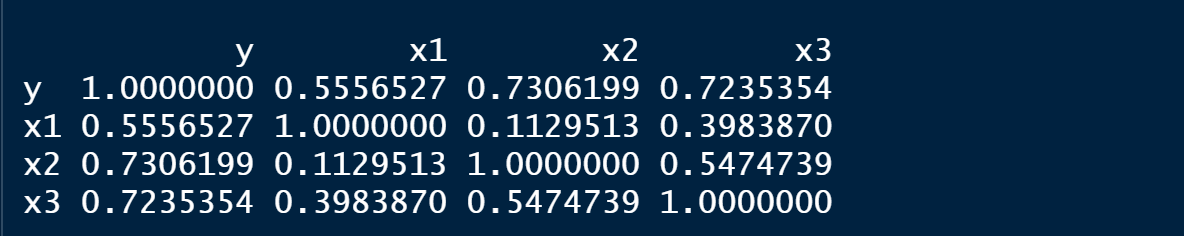 y x1 x2 x3
y 1.0000000 0.5556527 0.7306199 0.7235354
x1 0.5556527 1.0000000 0.1129513 0.3983870
x2 0.7306199 0.1129513 1.0000000 0.5474739
x3 0.7235354 0.3983870 0.5474739 1.0000000